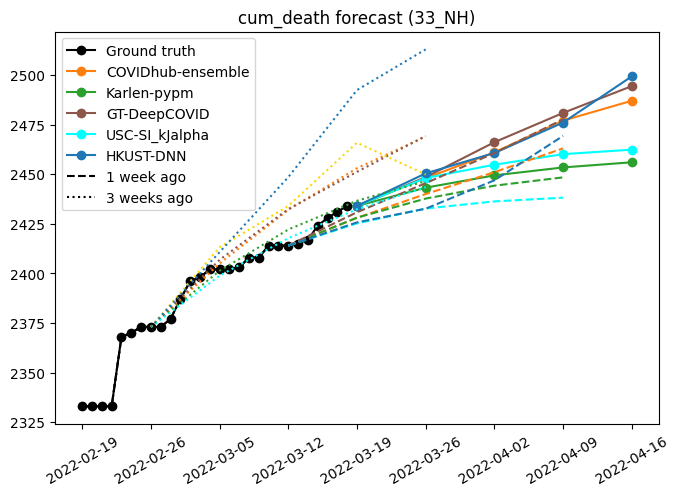 cum_death forecast (33_NH)
Ground truth
COVIDhub-ensemble
Karlen-pypm
GT-DeepCOVID
USC-SI_kJalpha
HKUST-DNN
1 week ago
3 weeks ago
2500
2475
2450
2425
2400
2375
2350
2325
2022-02-19
2022-02-26
2022-03-05
2022-03-12
2022-03-19
2022-03-26
2022-04-02
2022-04-09
2022-04-16